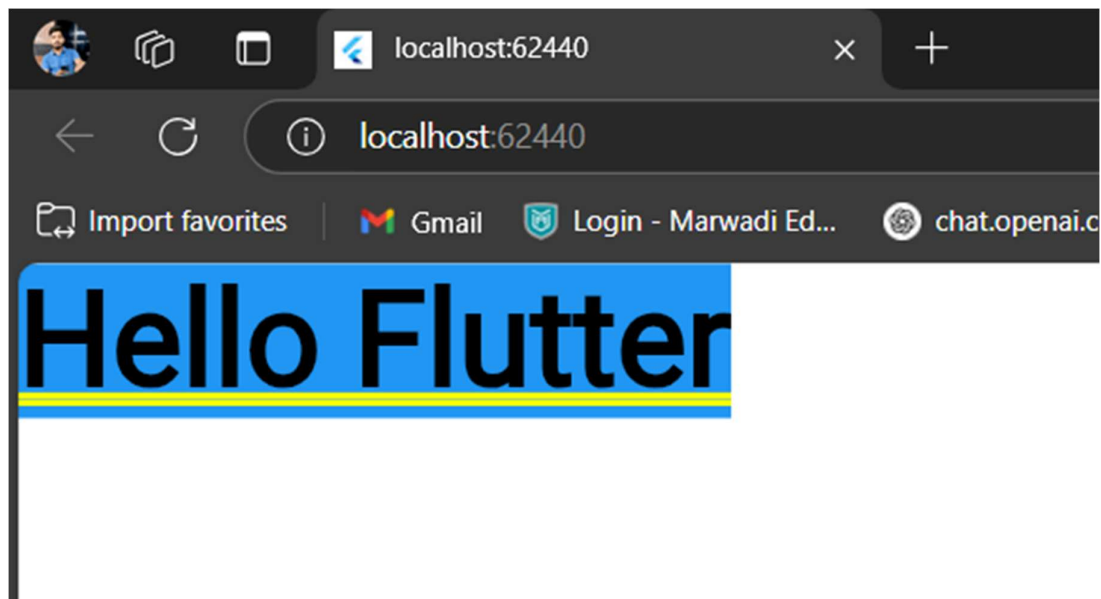 localhost:62440
localhost:62440
Import favorites Gmail Login - Marwadi Ed... chat.openai.c
Hello Flutter